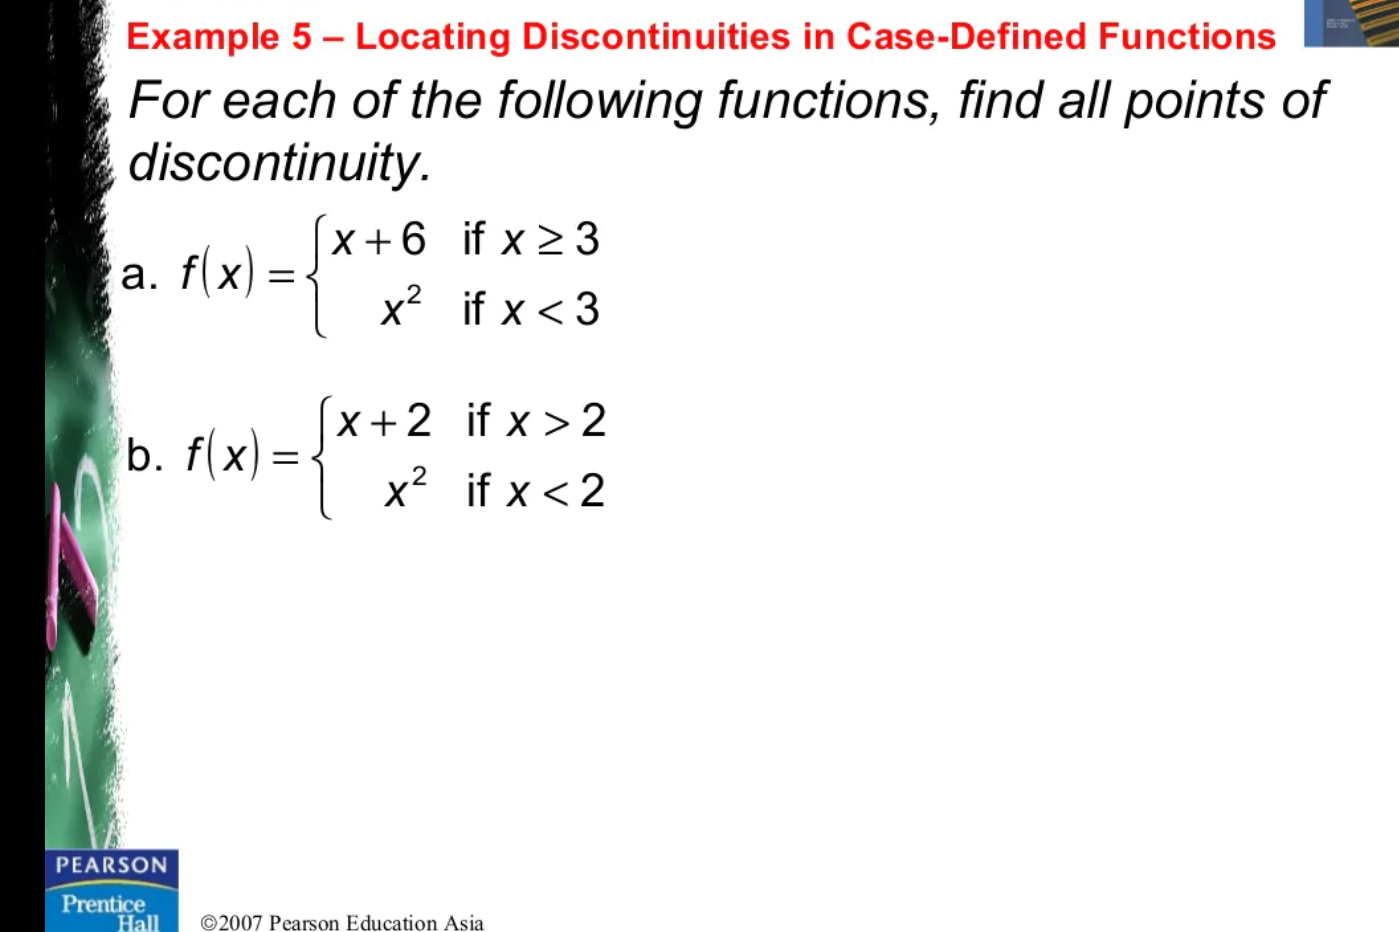 Example 5 – Locating Discontinuities in Case-Defined Functions
For each of the following functions, find all points of
discontinuity.
a. f(x) = { x + 6 if x ≥ 3
x² if x < 3
b. f(x) = { x + 2 if x > 2
x² if x < 2
PEARSON
Prentice
Hall
©2007 Pearson Education Asia